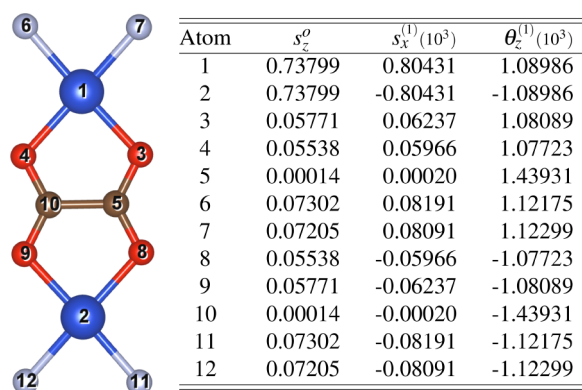 6 7
1
4 3
10 5
9 8
2
12 11
Atom s_z^o s_x^(1) (10^3) θ_z^(1) (10^3)
1 0.73799 0.80431 1.08986
2 0.73799 -0.80431 -1.08986
3 0.05771 0.06237 1.08089
4 0.05538 0.05966 1.07723
5 0.00014 0.00020 1.43931
6 0.07302 0.08191 1.12175
7 0.07205 0.08091 1.12299
8 0.05538 -0.05966 -1.07723
9 0.05771 -0.06237 -1.08089
10 0.00014 -0.00020 -1.43931
11 0.07302 -0.08191 -1.12175
12 0.07205 -0.08091 -1.12299